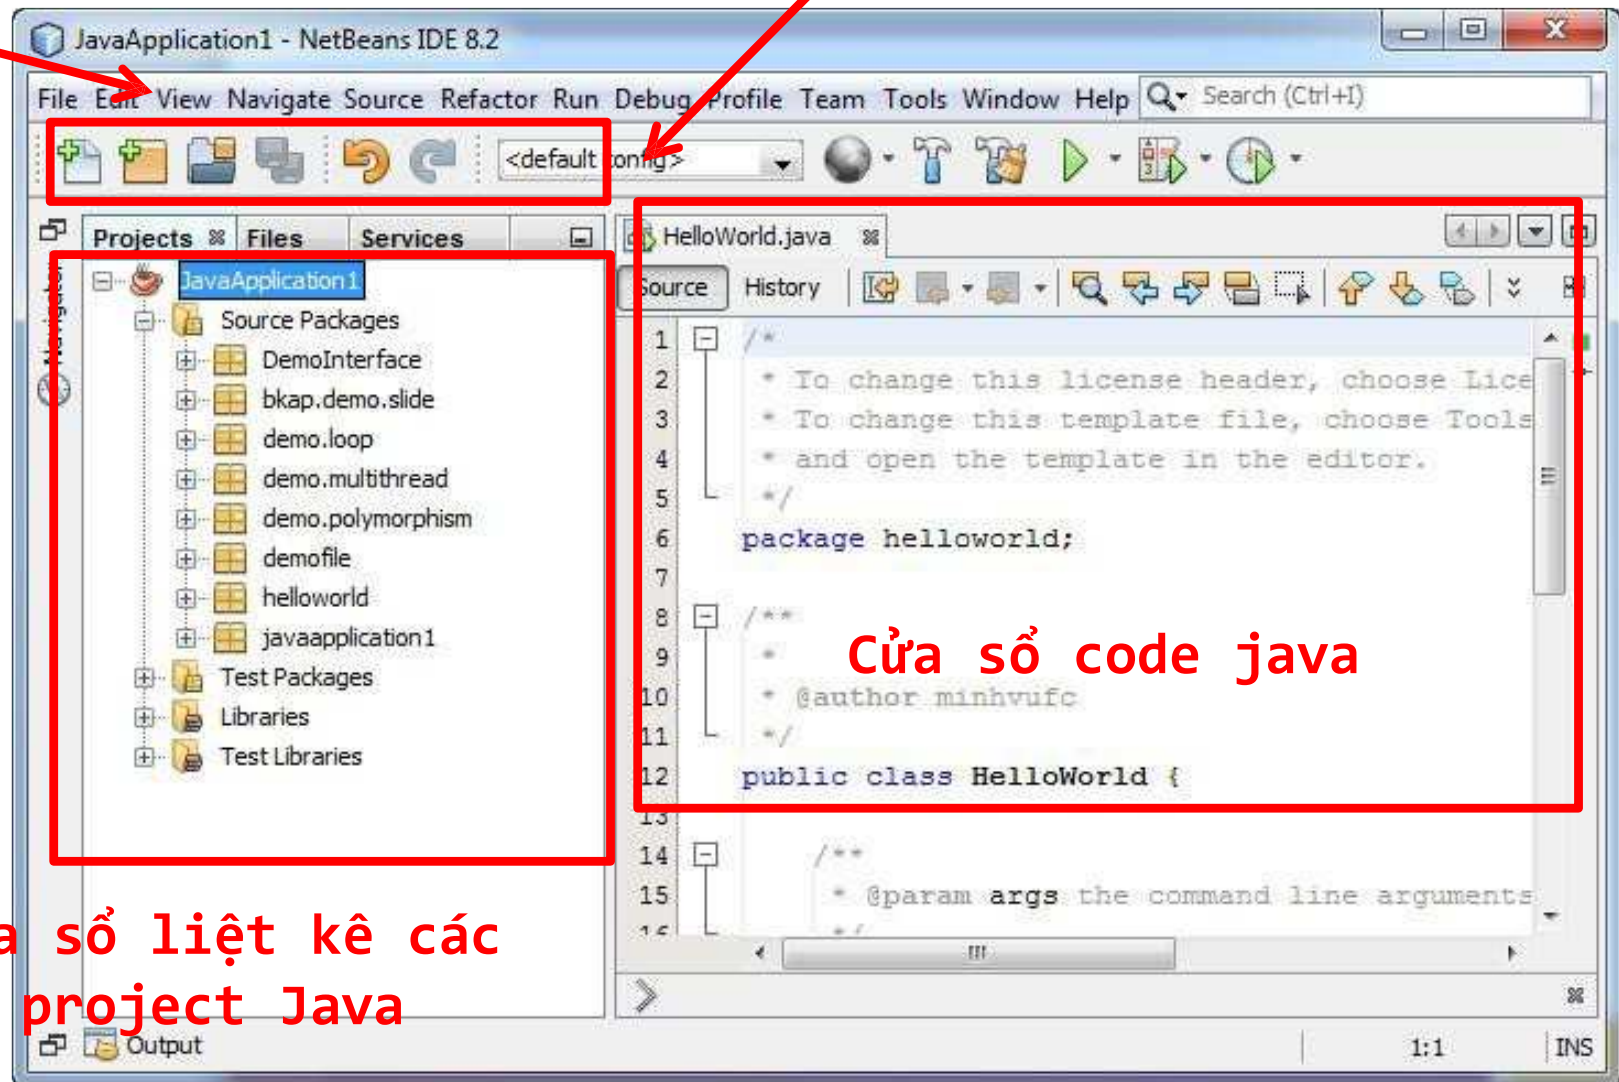 JavaApplication1 - NetBeans IDE 8.2
File Edit View Navigate Source Refactor Run Debug Profile Team Tools Window Help Search (Ctrl+I)
<default config>
Projects Files Services
HelloWorld.java
Navigator
JavaApplication1
Source Packages
DemoInterface
bkap.demo.slide
demo.loop
demo.multithread
demo.polymorphism
demofile
helloworld
javaapplication1
Test Packages
Libraries
Test Libraries
Source History
1 /*
2 * To change this license header, choose Lice
3 * To change this template file, choose Tools
4 * and open the template in the editor.
5 */
6 package helloworld;
7
8 /**
9 *
10 * @author minhvufc
11 */
12 public class HelloWorld {
13
14 /**
15 * @param args the command line arguments
16 */
Cửa sổ code java
a sổ liệt kê các
project Java
Output
1:1 INS